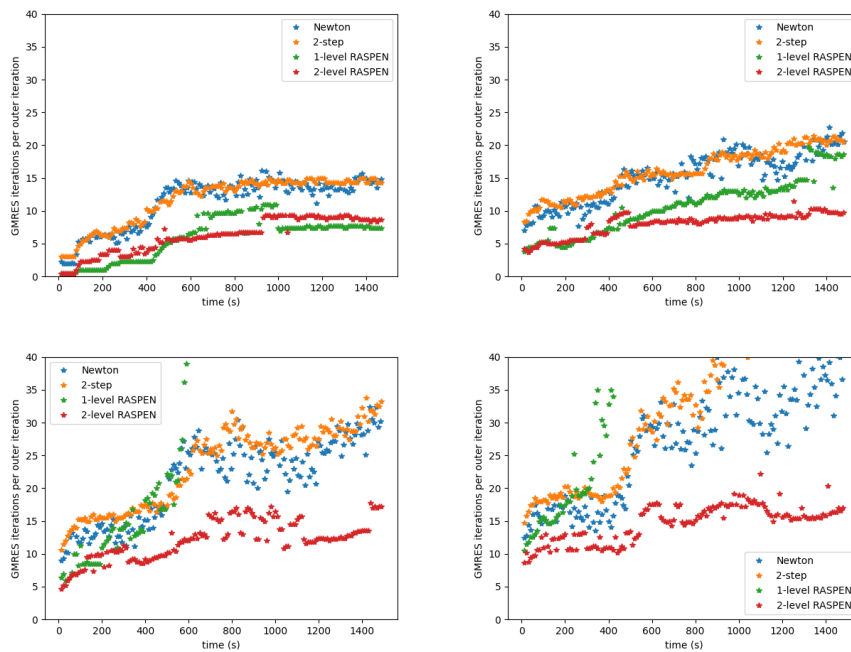 40
35
30
25
20
15
10
5
0
GMRES iterations per outer iteration
Newton
2-step
1-level RASPEN
2-level RASPEN
0 200 400 600 800 1000 1200 1400
time (s)
40
35
30
25
20
15
10
5
0
GMRES iterations per outer iteration
Newton
2-step
1-level RASPEN
2-level RASPEN
0 200 400 600 800 1000 1200 1400
time (s)
40
35
30
25
20
15
10
5
0
GMRES iterations per outer iteration
Newton
2-step
1-level RASPEN
2-level RASPEN
0 200 400 600 800 1000 1200 1400
time (s)
40
35
30
25
20
15
10
5
0
GMRES iterations per outer iteration
Newton
2-step
1-level RASPEN
2-level RASPEN
0 200 400 600 800 1000 1200 1400
time (s)